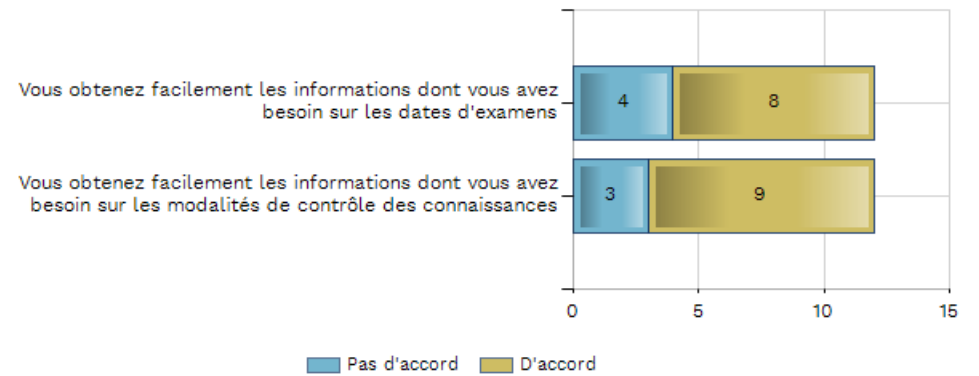 Vous obtenez facilement les informations dont vous avez
besoin sur les dates d'examens
4 8
Vous obtenez facilement les informations dont vous avez
besoin sur les modalités de contrôle des connaissances
3 9
0 5 10 15
Pas d'accord D'accord